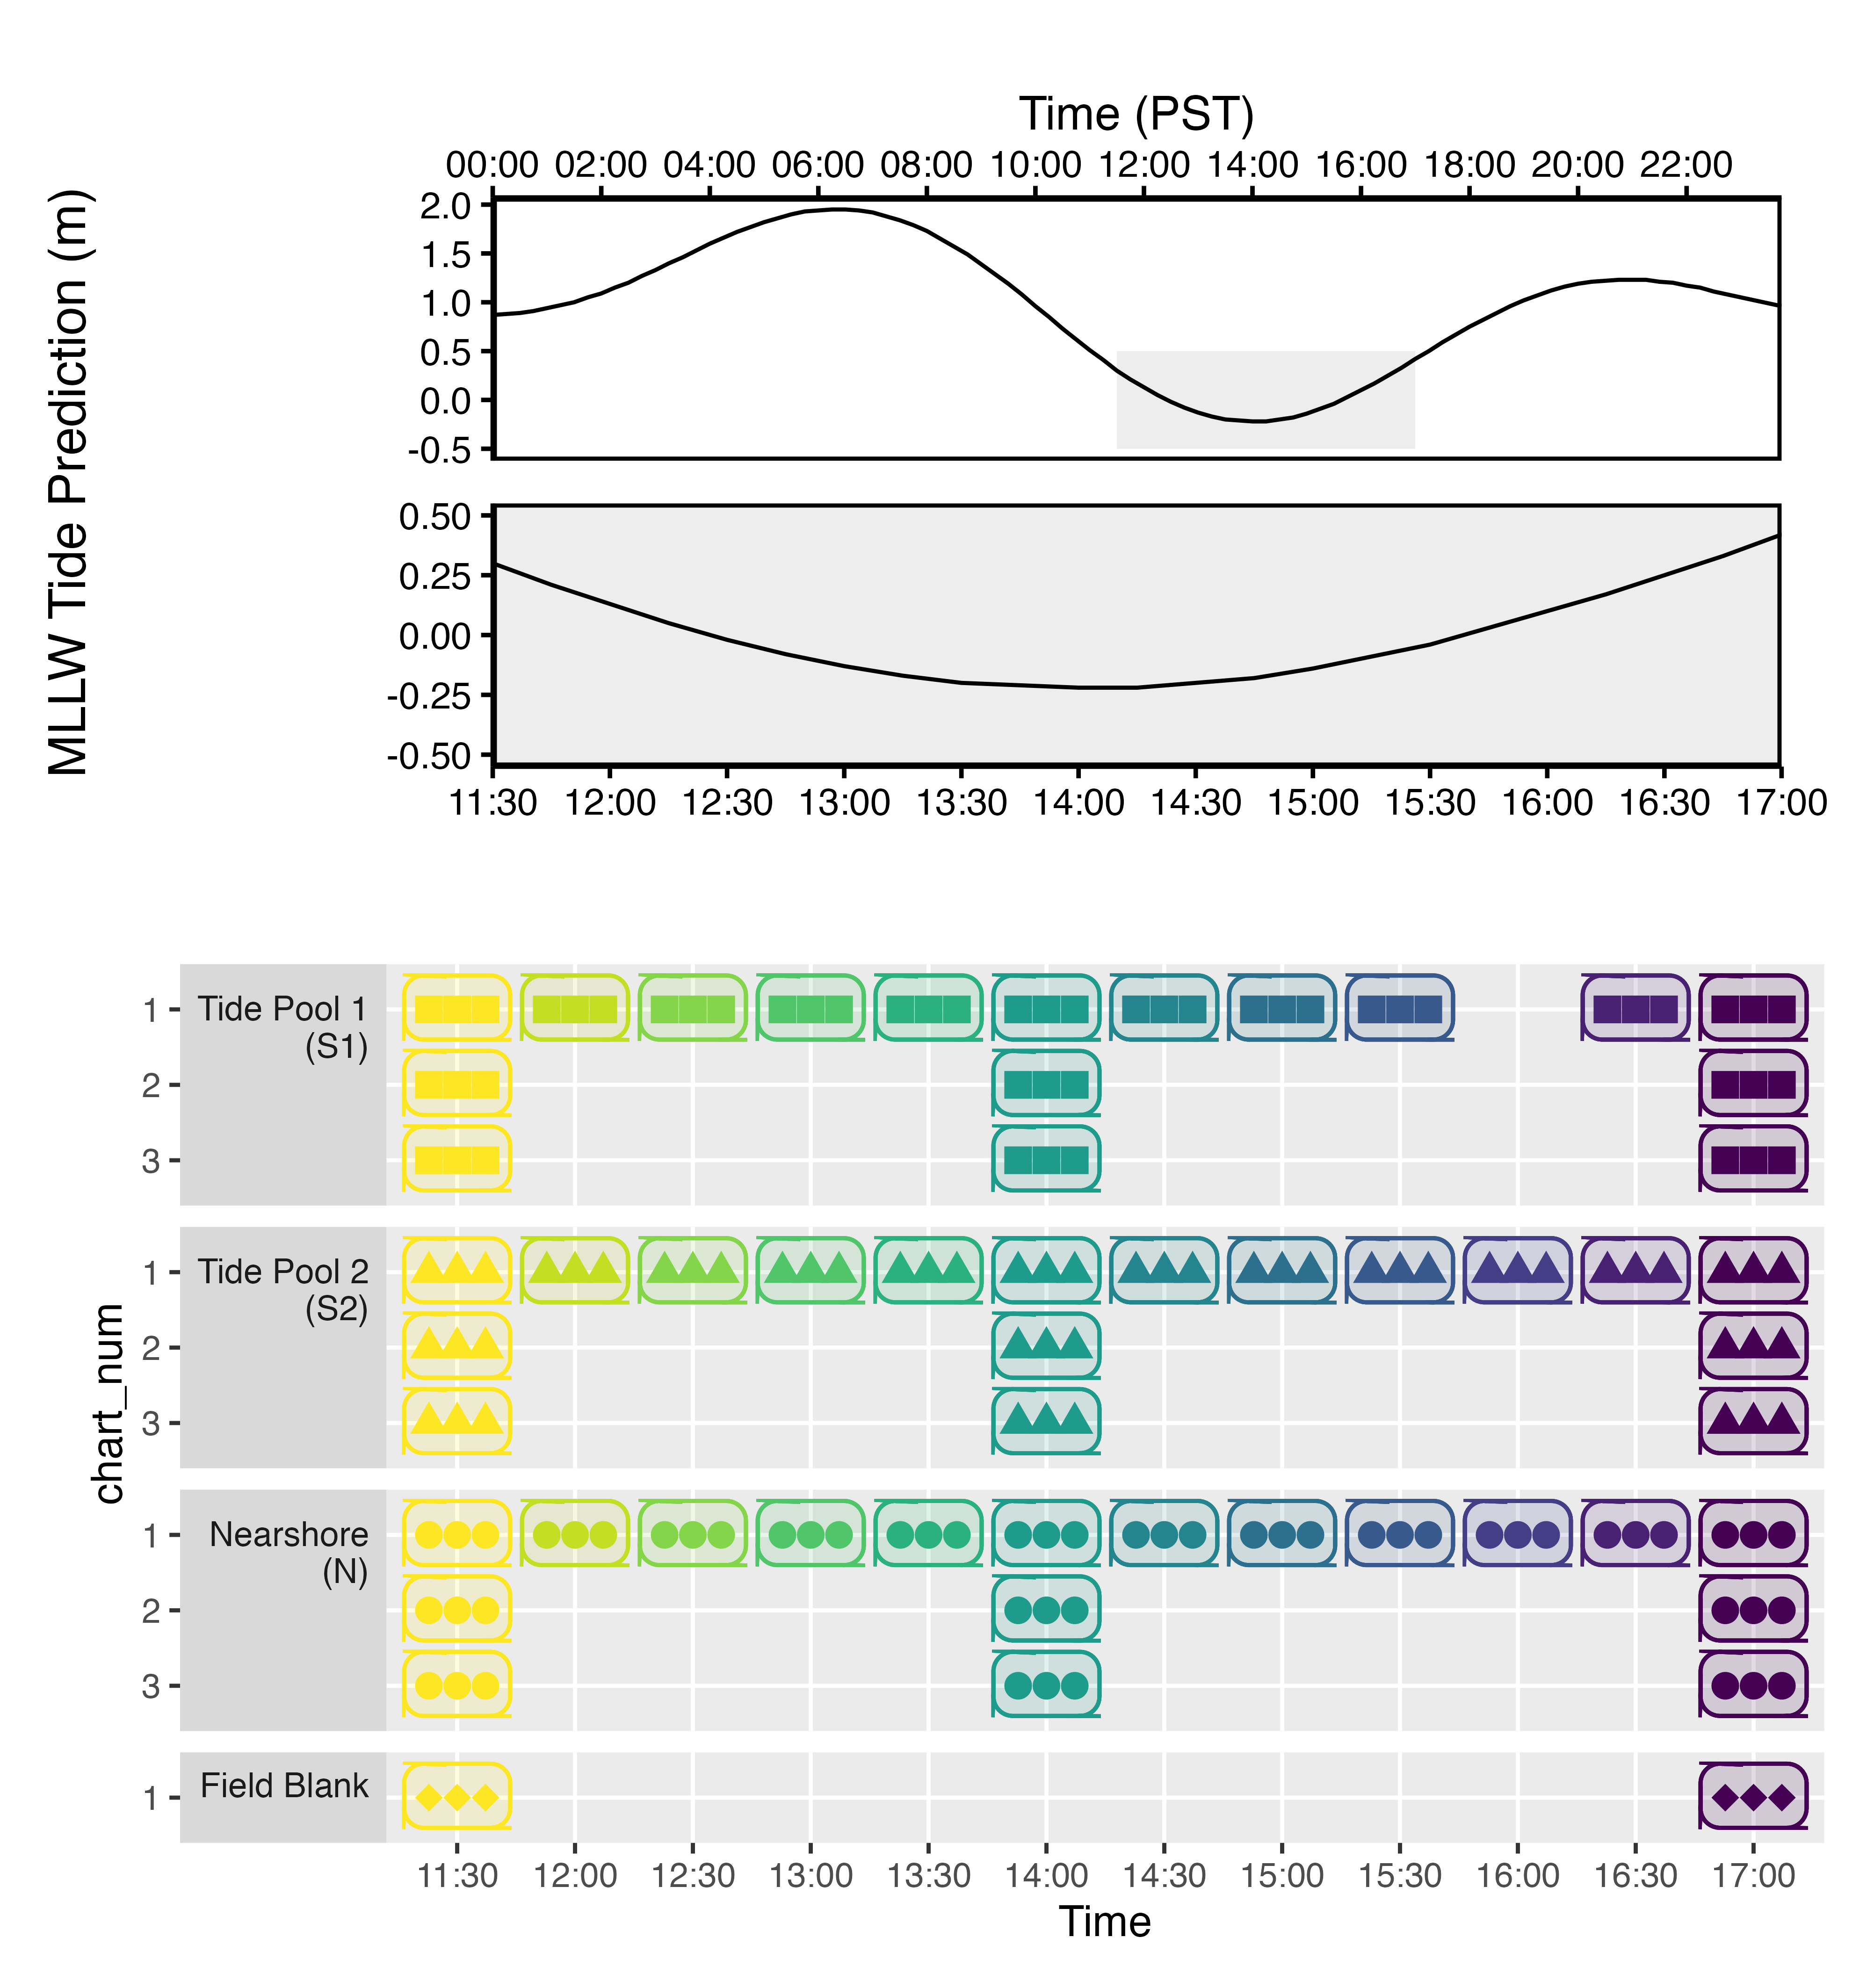 Time (PST)
00:00 02:00 04:00 06:00 08:00 10:00 12:00 14:00 16:00 18:00 20:00 22:00
MLLW Tide Prediction (m)
2.0
1.5
1.0
0.5
0.0
-0.5
0.50
0.25
0.00
-0.25
-0.50
11:30 12:00 12:30 13:00 13:30 14:00 14:30 15:00 15:30 16:00 16:30 17:00
chart_num
1 Tide Pool 1
(S1)
2
3
1 Tide Pool 2
(S2)
2
3
1 Nearshore
(N)
2
3
1 Field Blank
11:30 12:00 12:30 13:00 13:30 14:00 14:30 15:00 15:30 16:00 16:30 17:00
Time